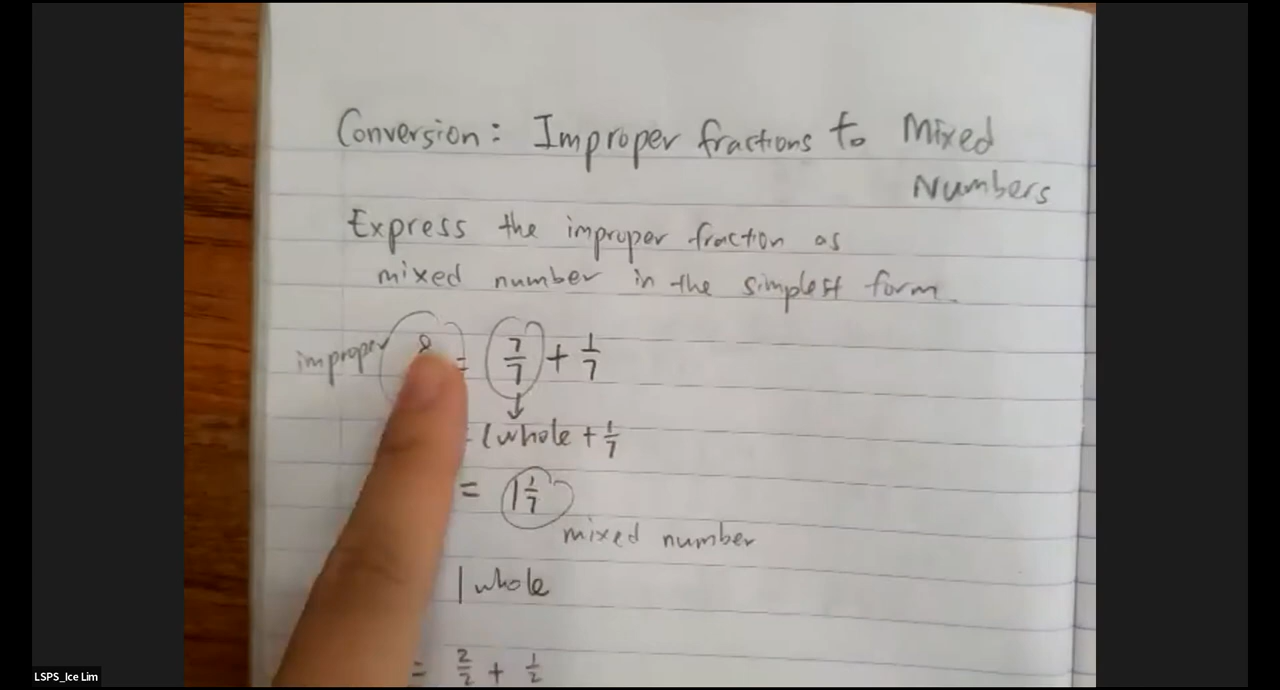 Conversion: Improper fractions to Mixed
Numbers
Express the improper fraction as
mixed number in the simplest form.
improper 8 = 7/7 + 1/7
↓
= 1 whole + 1/7
= 1 1/7
mixed number
1 whole
= 2/2 + 1/2
LSPS_Ice Lim